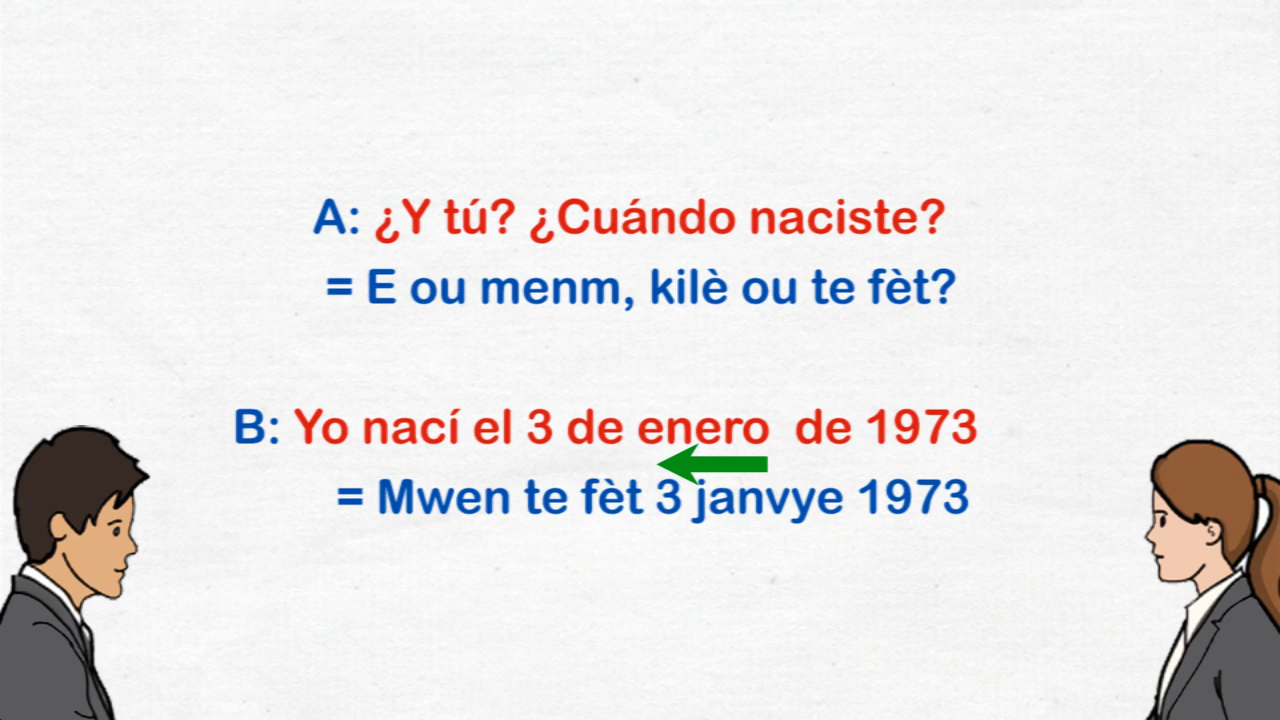 A: ¿Y tú? ¿Cuándo naciste?
= E ou menm, kilè ou te fèt?
B: Yo nací el 3 de enero de 1973
= Mwen te fèt 3 janvye 1973